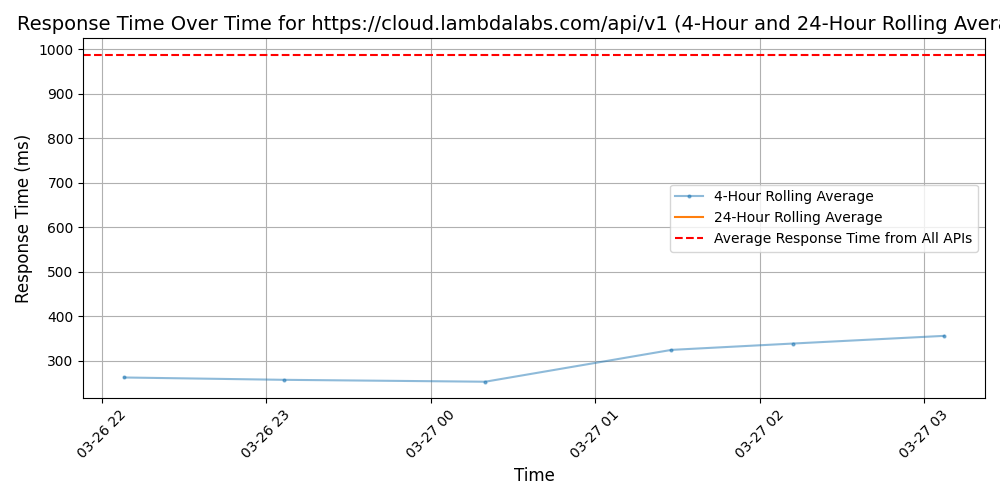 Response Time Over Time for https://cloud.lambdalabs.com/api/v1 (4-Hour and 24-Hour Rolling Avera
1000
900
800
700
600
500
400
300
Response Time (ms)
4-Hour Rolling Average
24-Hour Rolling Average
Average Response Time from All APIs
03-26 22
03-26 23
03-27 00
03-27 01
03-27 02
03-27 03
Time